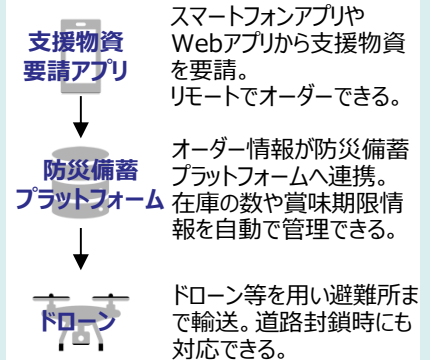 支援物資
要請アプリ
スマートフォンアプリや
Webアプリから支援物資
を要請。
リモートでオーダーできる。
防災備蓄
プラットフォーム
オーダー情報が防災備蓄
プラットフォームへ連携。
在庫の数や賞味期限情
報を自動で管理できる。
ドローン
ドローン等を用い避難所ま
で輸送。道路封鎖時にも
対応できる。